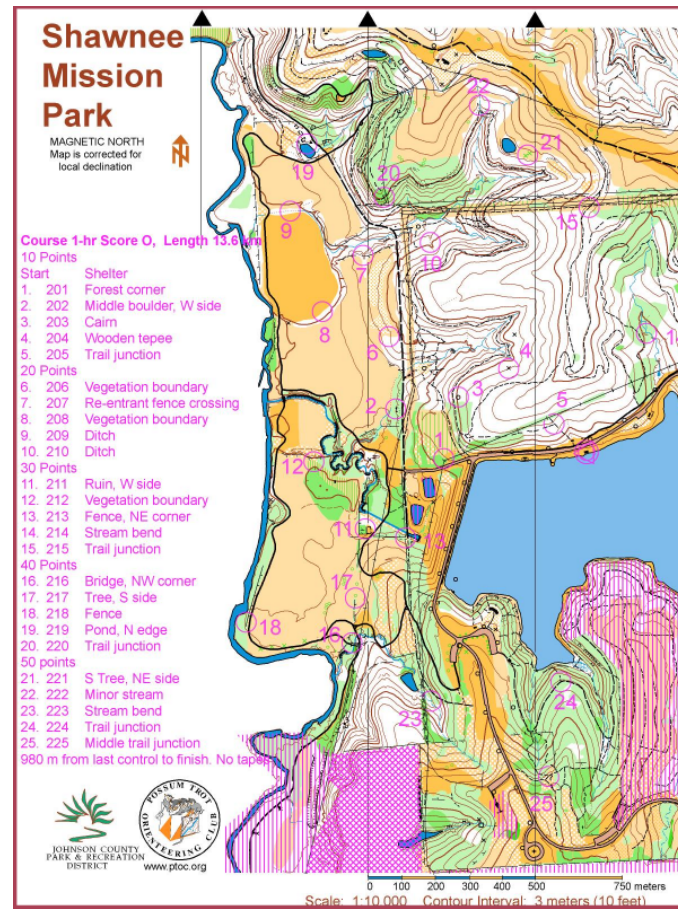 Shawnee
Mission
Park
MAGNETIC NORTH
Map is corrected for
local declination
N
Course 1-hr Score O, Length 13.6 km
10 Points
Start Shelter
1. 201 Forest corner
2. 202 Middle boulder, W side
3. 203 Cairn
4. 204 Wooden tepee
5. 205 Trail junction
20 Points
6. 206 Vegetation boundary
7. 207 Re-entrant fence crossing
8. 208 Vegetation boundary
9. 209 Ditch
10. 210 Ditch
30 Points
11. 211 Ruin, W side
12. 212 Vegetation boundary
13. 213 Fence, NE corner
14. 214 Stream bend
15. 215 Trail junction
40 Points
16. 216 Bridge, NW corner
17. 217 Tree, S side
18. 218 Fence
19. 219 Pond, N edge
20. 220 Trail junction
50 points
21. 221 S Tree, NE side
22. 222 Minor stream
23. 223 Stream bend
24. 224 Trail junction
25. 225 Middle trail junction
980 m from last control to finish. No tape
JOHNSON COUNTY
PARK & RECREATION
DISTRICT
POSSUM TROT
ORIENTEERING CLUB
www.ptoc.org
22
21
19
20
15
9
10
7
8
6
4
1
3
2
5
1
12
11
13
17
18
16
23
24
25
0 100 200 300 400 500 750 meters
Scale: 1:10,000 Contour Interval: 3 meters (10 feet)